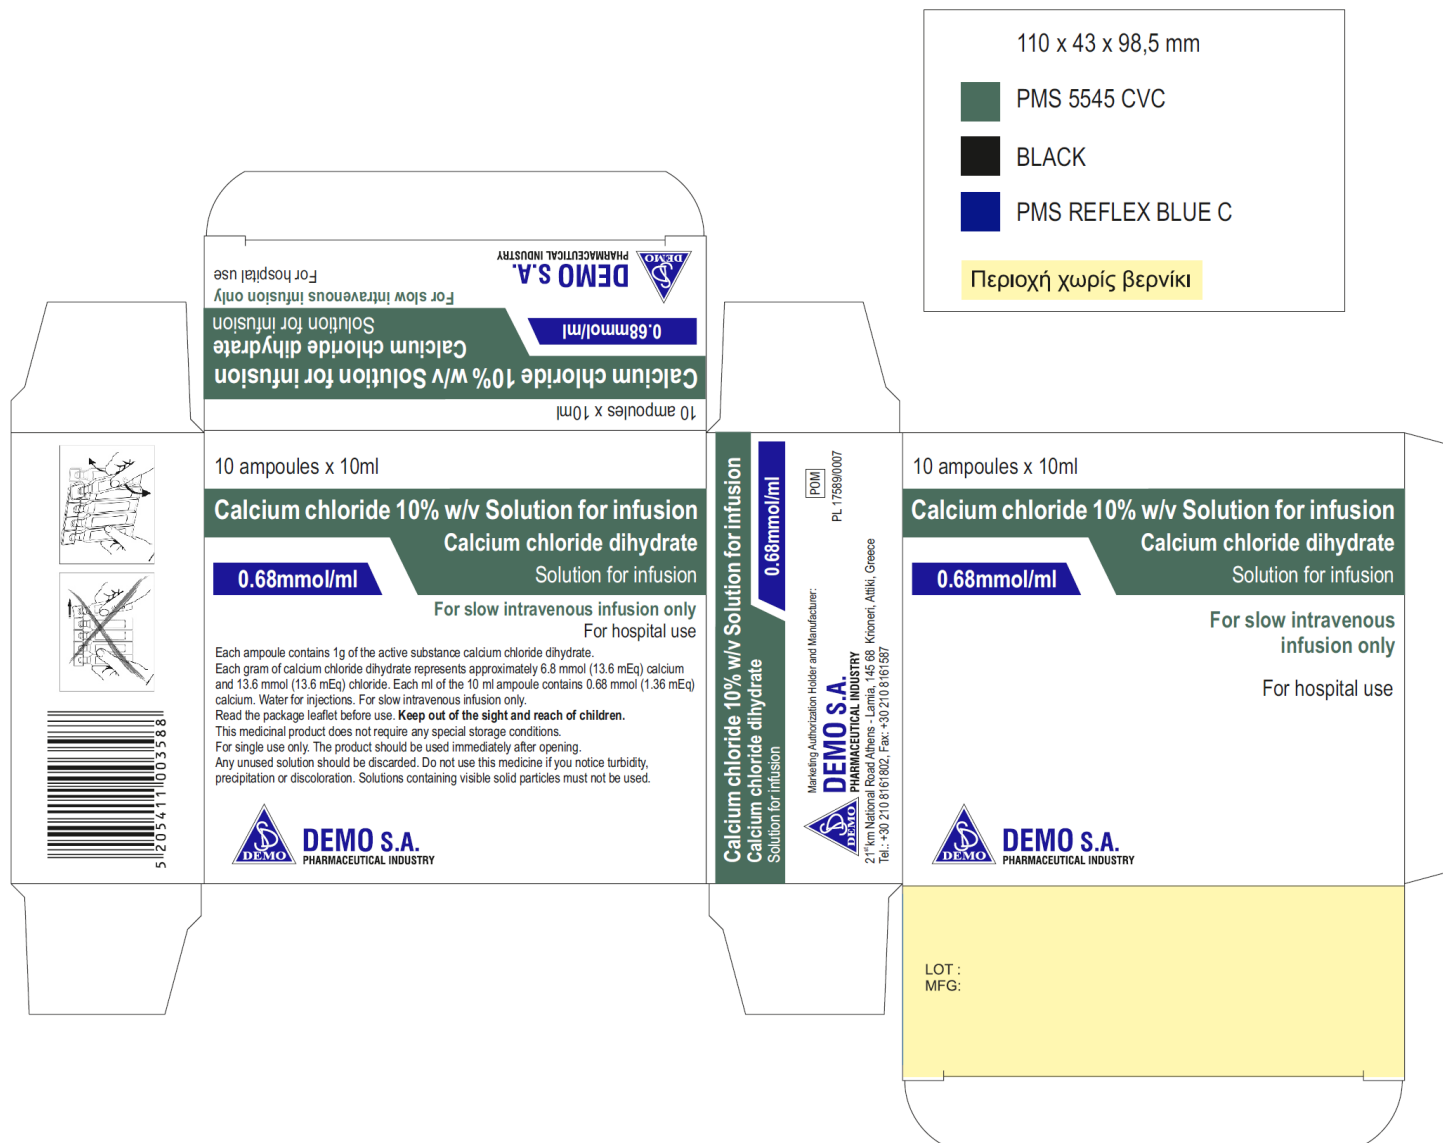 110 x 43 x 98,5 mm
PMS 5545 CVC
BLACK
PMS REFLEX BLUE C
Περιοχή χωρίς βερνίκι
10 ampoules x 10ml
Calcium chloride 10% w/v Solution for infusion
Calcium chloride dihydrate
Solution for infusion
0.68mmol/ml
For slow intravenous infusion only
For hospital use
DEMO S.A.
PHARMACEUTICAL INDUSTRY
DEMO
10 ampoules x 10ml
Calcium chloride 10% w/v Solution for infusion
Calcium chloride dihydrate
0.68mmol/ml
Solution for infusion
For slow intravenous infusion only
For hospital use
Each ampoule contains 1g of the active substance calcium chloride dihydrate.
Each gram of calcium chloride dihydrate represents approximately 6.8 mmol (13.6 mEq) calcium
and 13.6 mmol (13.6 mEq) chloride. Each ml of the 10 ml ampoule contains 0.68 mmol (1.36 mEq)
calcium. Water for injections. For slow intravenous infusion only.
Read the package leaflet before use. Keep out of the sight and reach of children.
This medicinal product does not require any special storage conditions.
For single use only. The product should be used immediately after opening.
Any unused solution should be discarded. Do not use this medicine if you notice turbidity,
precipitation or discoloration. Solutions containing visible solid particles must not be used.
DEMO
DEMO S.A.
PHARMACEUTICAL INDUSTRY
5205411003588
Calcium chloride 10% w/v Solution for infusion
Calcium chloride dihydrate
Solution for infusion
0.68mmol/ml
POM
PL 17589/0007
Marketing Authorization Holder and Manufacturer:
DEMO
DEMO S.A.
PHARMACEUTICAL INDUSTRY
21st km National Road Athens - Lamia, 145 68 Krioneri, Attiki, Greece
Tel.: +30 210 8161802, Fax: +30 210 8161587
10 ampoules x 10ml
Calcium chloride 10% w/v Solution for infusion
Calcium chloride dihydrate
0.68mmol/ml
Solution for infusion
For slow intravenous
infusion only
For hospital use
DEMO
DEMO S.A.
PHARMACEUTICAL INDUSTRY
LOT :
MFG: